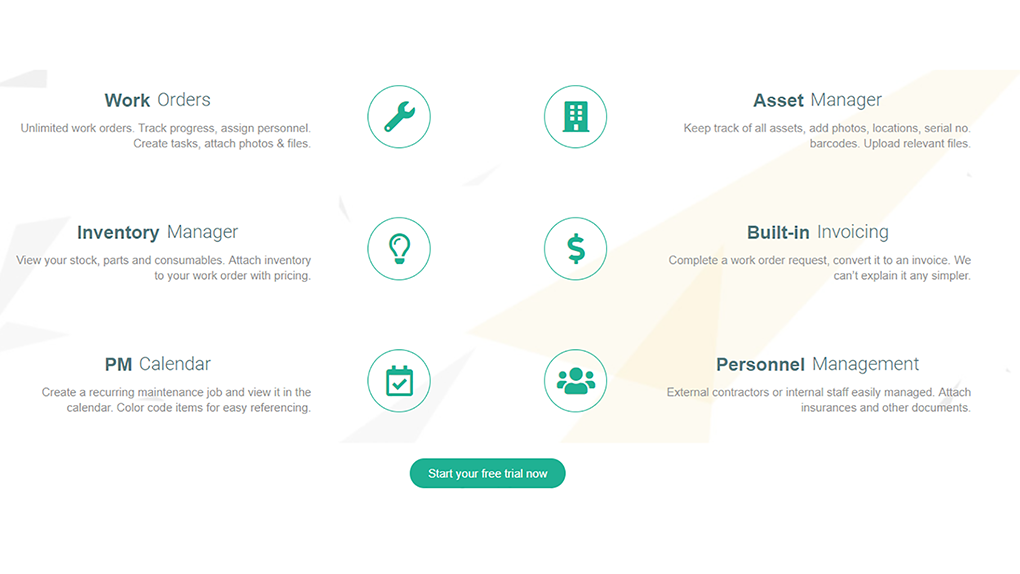 Work Orders
Unlimited work orders. Track progress, assign personnel.
Create tasks, attach photos & files.
Asset Manager
Keep track of all assets, add photos, locations, serial no.
barcodes. Upload relevant files.
Inventory Manager
View your stock, parts and consumables. Attach inventory
to your work order with pricing.
Built-in Invoicing
Complete a work order request, convert it to an invoice. We
can’t explain it any simpler.
PM Calendar
Create a recurring maintenance job and view it in the
calendar. Color code items for easy referencing.
Personnel Management
External contractors or internal staff easily managed. Attach
insurances and other documents.
Start your free trial now